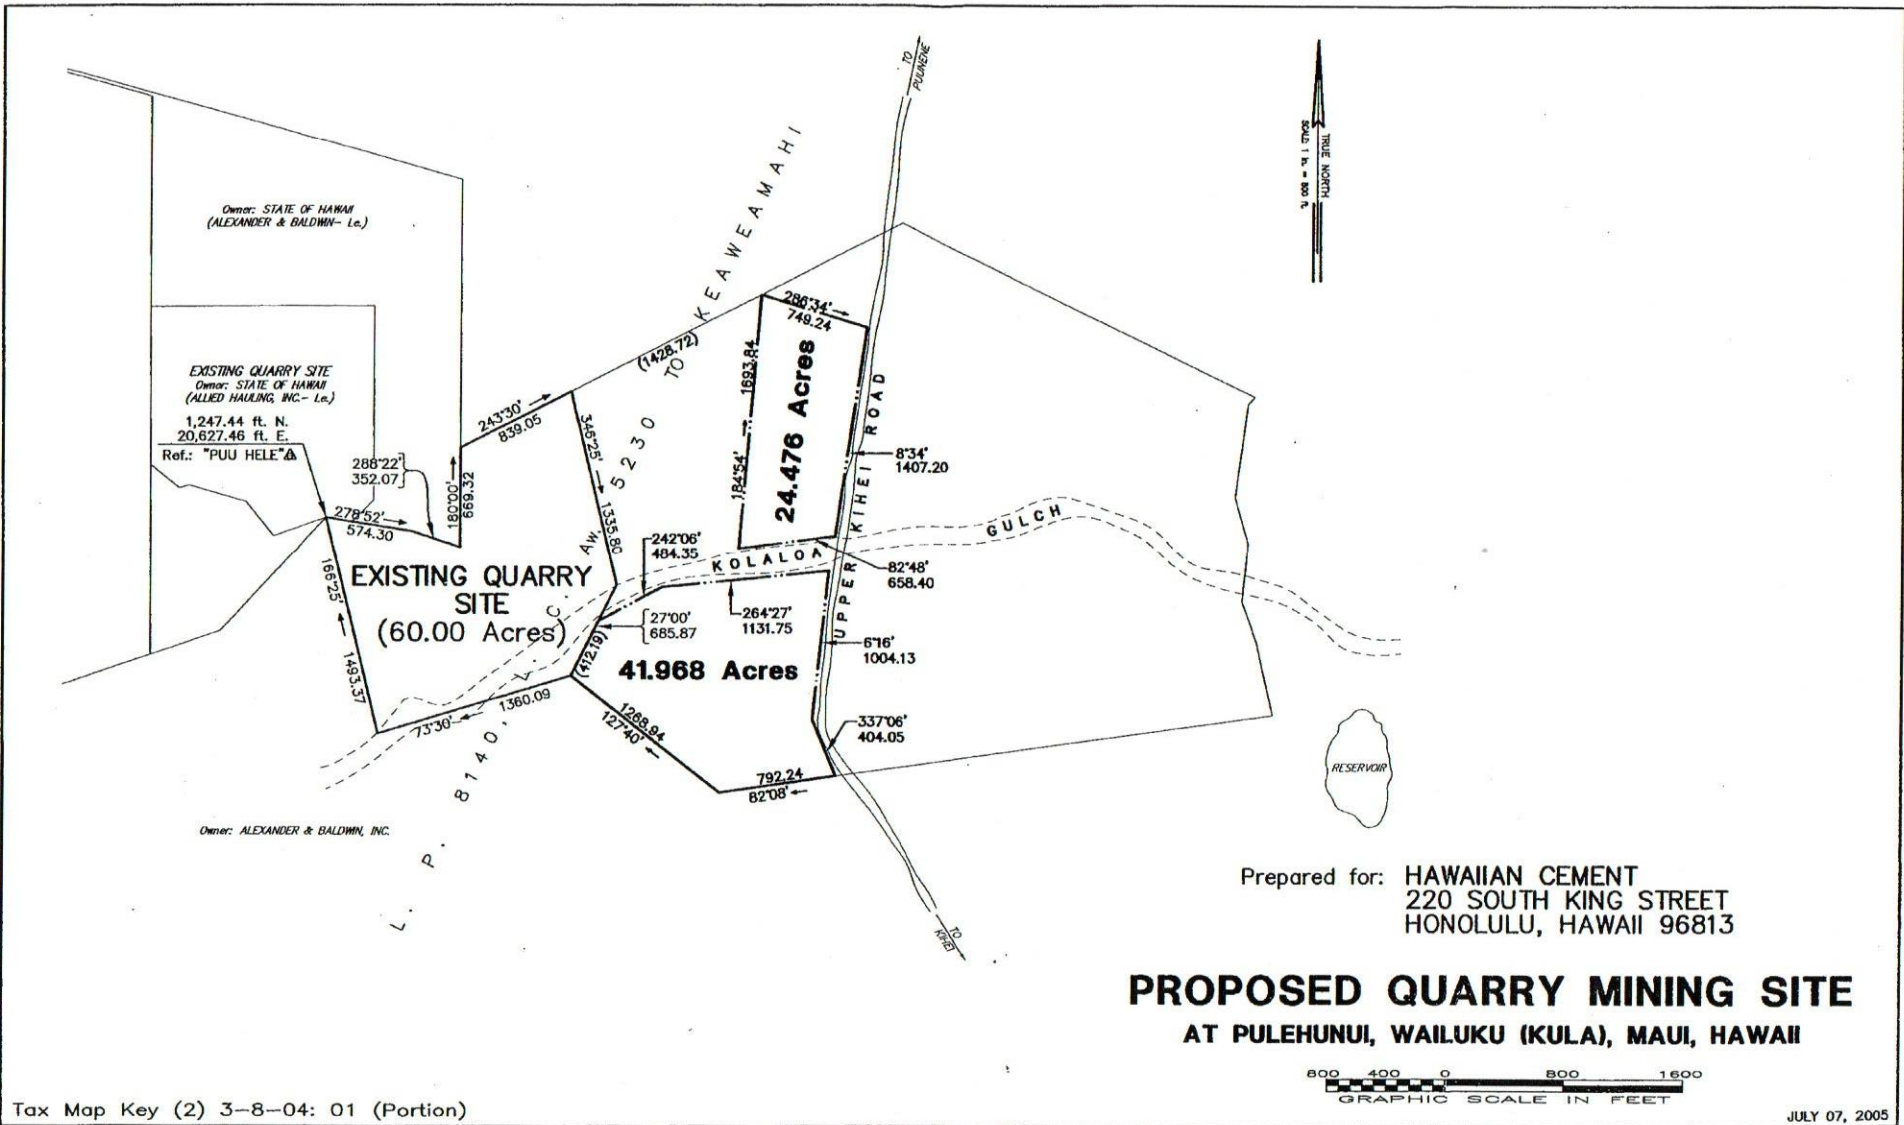 TO
PUUNENE
TRUE NORTH
SCALE: 1 in. = 800 ft.
Owner: STATE OF HAWAII
(ALEXANDER & BALDWIN- Le.)
L. P. 8140, L. C. Aw. 5230 TO KEAWEAMAHI
286°34'
749.24
(1428.72)
1693.84
184°54'
24.476 Acres
EXISTING QUARRY SITE
Owner: STATE OF HAWAII
(ALLIED HAULING, INC.- Le.)
1,247.44 ft. N.
20,627.46 ft. E.
Ref.: "PUU HELE"
243°30'
839.05
346°25'
1335.80
288°22'
352.07
180°00'
669.32
278°52'
574.30
8°34'
1407.20
UPPER KIHEI ROAD
KOLALOA GULCH
242°06'
484.35
82°48'
658.40
166°25'
1493.37
EXISTING QUARRY
SITE
(60.00 Acres)
27°00'
685.87
(412.19)
264°27'
1131.75
6°16'
1004.13
41.968 Acres
73°30'
1360.09
1268.94
127°40'
337°06'
404.05
792.24
82°08'
RESERVOIR
Owner: ALEXANDER & BALDWIN, INC.
TO
KIHEI
Prepared for: HAWAIIAN CEMENT
220 SOUTH KING STREET
HONOLULU, HAWAII 96813
PROPOSED QUARRY MINING SITE
AT PULEHUNUI, WAILUKU (KULA), MAUI, HAWAII
800 400 0 800 1600
GRAPHIC SCALE IN FEET
Tax Map Key (2) 3-8-04: 01 (Portion)
JULY 07, 2005